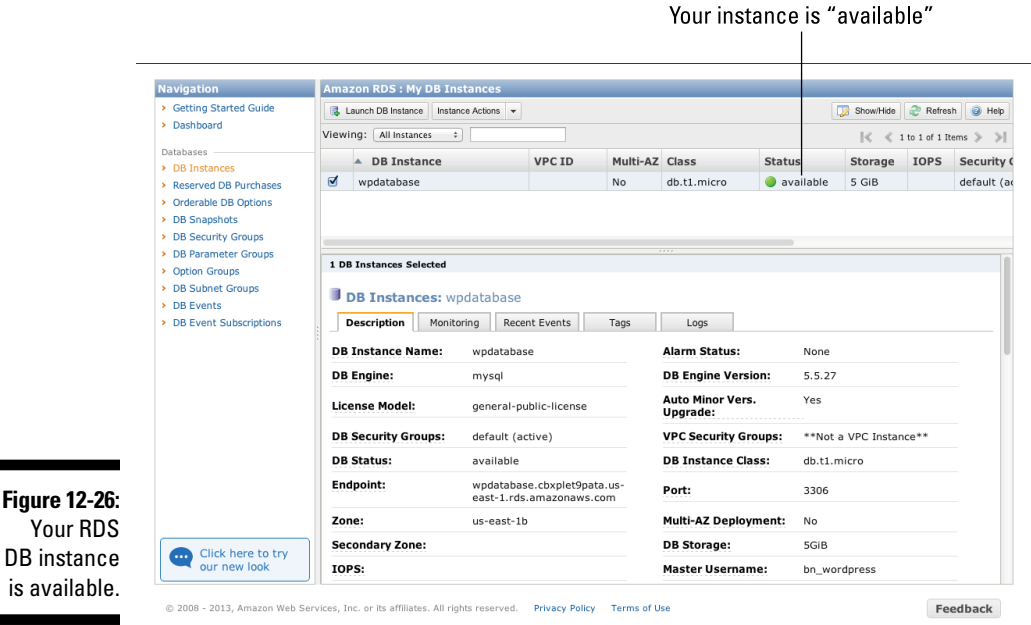 Your instance is “available”
Navigation
Getting Started Guide
Dashboard
Databases
DB Instances
Reserved DB Purchases
Orderable DB Options
DB Snapshots
DB Security Groups
DB Parameter Groups
Option Groups
DB Subnet Groups
DB Events
DB Event Subscriptions
Click here to try
our new look
Amazon RDS : My DB Instances
Launch DB Instance Instance Actions Show/Hide Refresh Help
Viewing: All Instances 1 to 1 of 1 Items
DB Instance VPC ID Multi-AZ Class Status Storage IOPS Security
wpdatabase No db.t1.micro available 5 GiB default
1 DB Instances Selected
DB Instances: wpdatabase
Description Monitoring Recent Events Tags Logs
DB Instance Name: wpdatabase Alarm Status: None
DB Engine: mysql DB Engine Version: 5.5.27
License Model: general-public-license Auto Minor Vers. Yes
Upgrade:
DB Security Groups: default (active) VPC Security Groups: **Not a VPC Instance**
DB Status: available DB Instance Class: db.t1.micro
Endpoint: wpdatabase.cbxplet9pata.us-
east-1.rds.amazonaws.com Port: 3306
Zone: us-east-1b Multi-AZ Deployment: No
Secondary Zone: DB Storage: 5GiB
IOPS: Master Username: bn_wordpress
© 2008 - 2013, Amazon Web Services, Inc. or its affiliates. All rights reserved. Privacy Policy Terms of Use Feedback
Figure 12-26:
Your RDS
DB instance
is available.